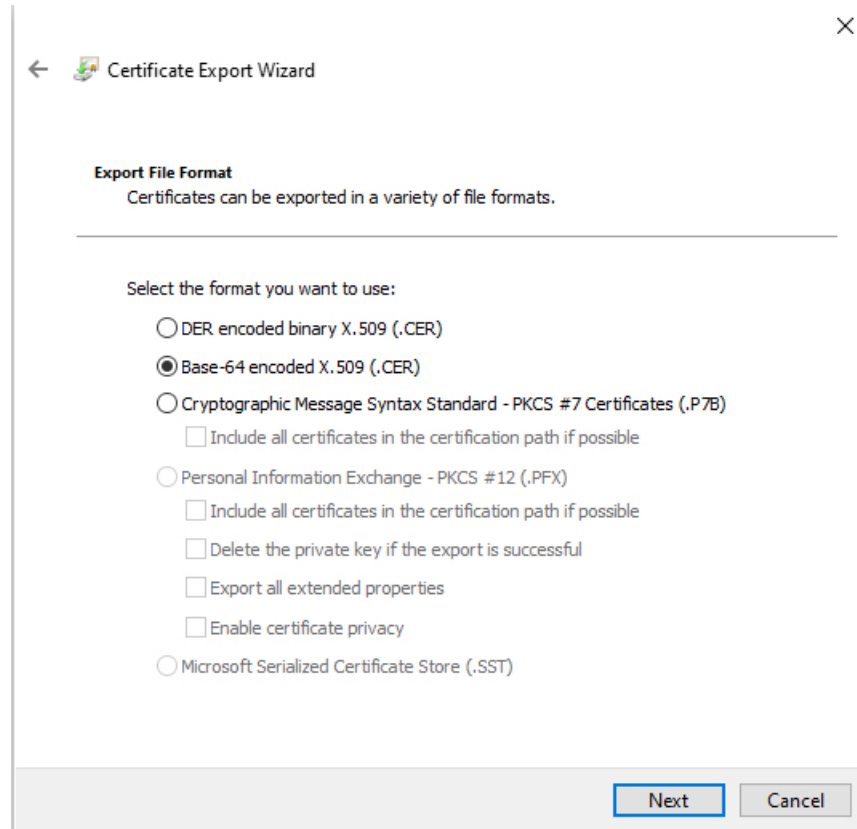 Certificate Export Wizard
Export File Format
Certificates can be exported in a variety of file formats.
Select the format you want to use:
DER encoded binary X.509 (.CER)
Base-64 encoded X.509 (.CER)
Cryptographic Message Syntax Standard - PKCS #7 Certificates (.P7B)
Include all certificates in the certification path if possible
Personal Information Exchange - PKCS #12 (.PFX)
Include all certificates in the certification path if possible
Delete the private key if the export is successful
Export all extended properties
Enable certificate privacy
Microsoft Serialized Certificate Store (.SST)
Next Cancel